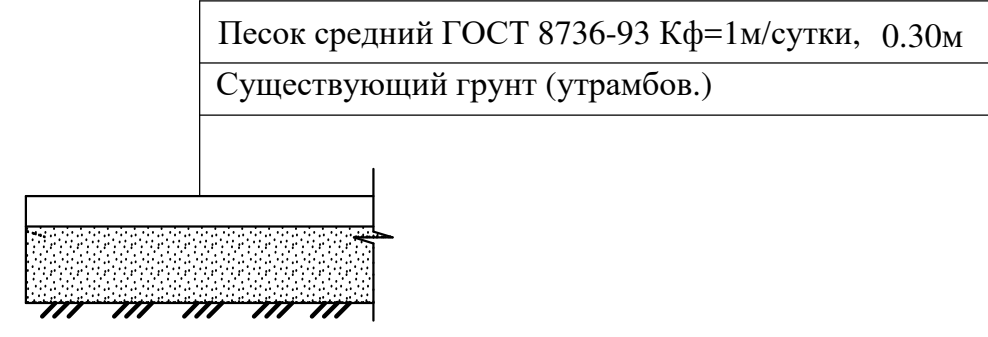 Песок средний ГОСТ 8736-93 Кф=1м/сутки, 0.30м
Существующий грунт (утрамбов.)